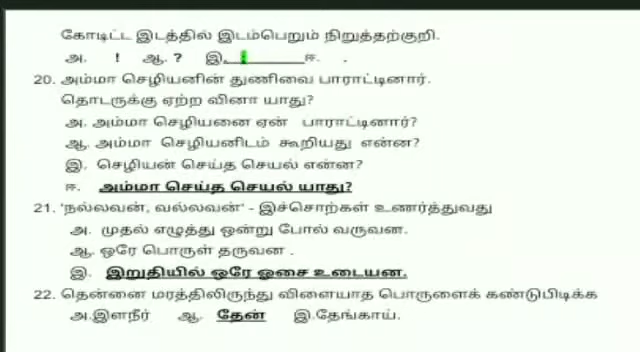 கோடிட்ட இடத்தில் இடம்பெறும் நிறுத்தற்குறி.
அ. ! ஆ. ? இ. , ஈ. .
20. அம்மா செழியனின் துணிவை பாராட்டினார்.
தொடருக்கு ஏற்ற வினா யாது?
அ. அம்மா செழியனை ஏன் பாராட்டினார்?
ஆ. அம்மா செழியனிடம் கூறியது என்ன?
இ. செழியன் செய்த செயல் என்ன?
ஈ. அம்மா செய்த செயல் யாது?
21. 'நல்லவன், வல்லவன்' - இச்சொற்கள் உணர்த்துவது
அ. முதல் எழுத்து ஒன்று போல் வருவன.
ஆ. ஒரே பொருள் தருவன .
இ. இறுதியில் ஒரே ஓசை உடையன.
22. தென்னை மரத்திலிருந்து விளையாத பொருளைக் கண்டுபிடிக்க
அ.இளநீர் ஆ. தேன் இ.தேங்காய்.